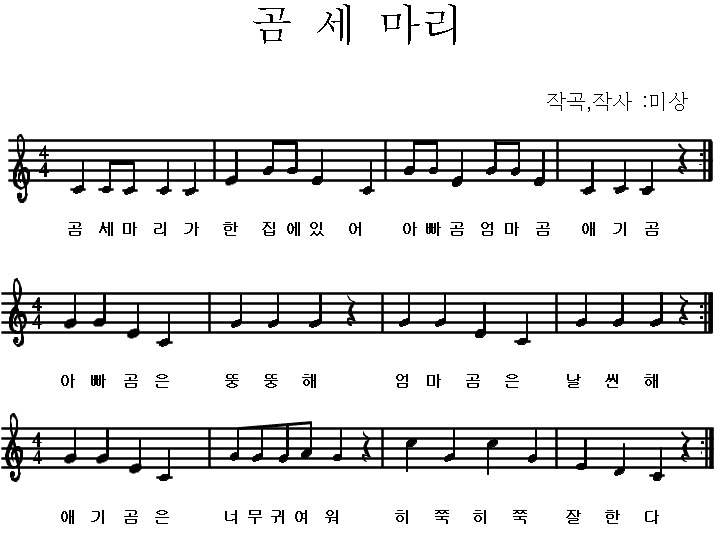 곰 세 마리
작곡,작사 :미상
4 4
곰 세 마 리 가 한 집 에 있 어 아 빠 곰 엄 마 곰 애 기 곰
4 4
아 빠 곰 은 뚱 뚱 해 엄 마 곰 은 날 씬 해
4 4
애 기 곰 은 너 무 귀 여 워 히 쭉 히 쭉 잘 한 다